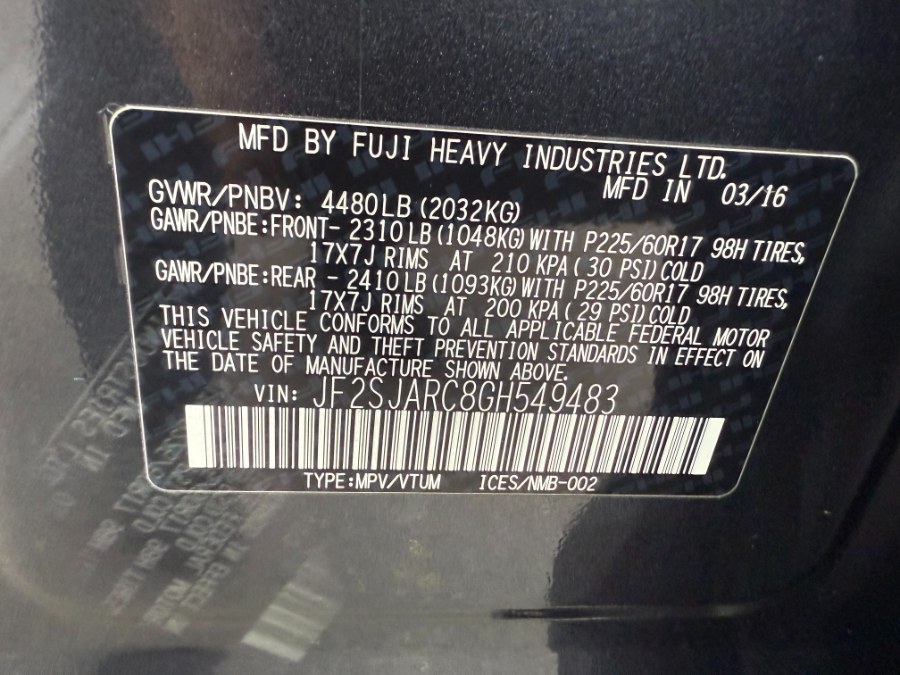 MFD BY FUJI HEAVY INDUSTRIES LTD.
MFD IN 03/16
GVWR/PNBV: 4480LB (2032KG)
GAWR/PNBE:FRONT- 2310 LB (1048KG) WITH P225/60R17 98H TIRES,
17X7J RIMS AT 210 KPA ( 30 PSI) COLD
GAWR/PNBE:REAR - 2410 LB (1093KG) WITH P225/60R17 98H TIRES,
17X7J RIMS AT 200 KPA ( 29 PSI) COLD
THIS VEHICLE CONFORMS TO ALL APPLICABLE FEDERAL MOTOR
VEHICLE SAFETY AND THEFT PREVENTION STANDARDS IN EFFECT ON
THE DATE OF MANUFACTURE SHOWN ABOVE.
VIN: JF2SJARC8GH549483
TYPE:MPV/VTUM ICES/NMB-002